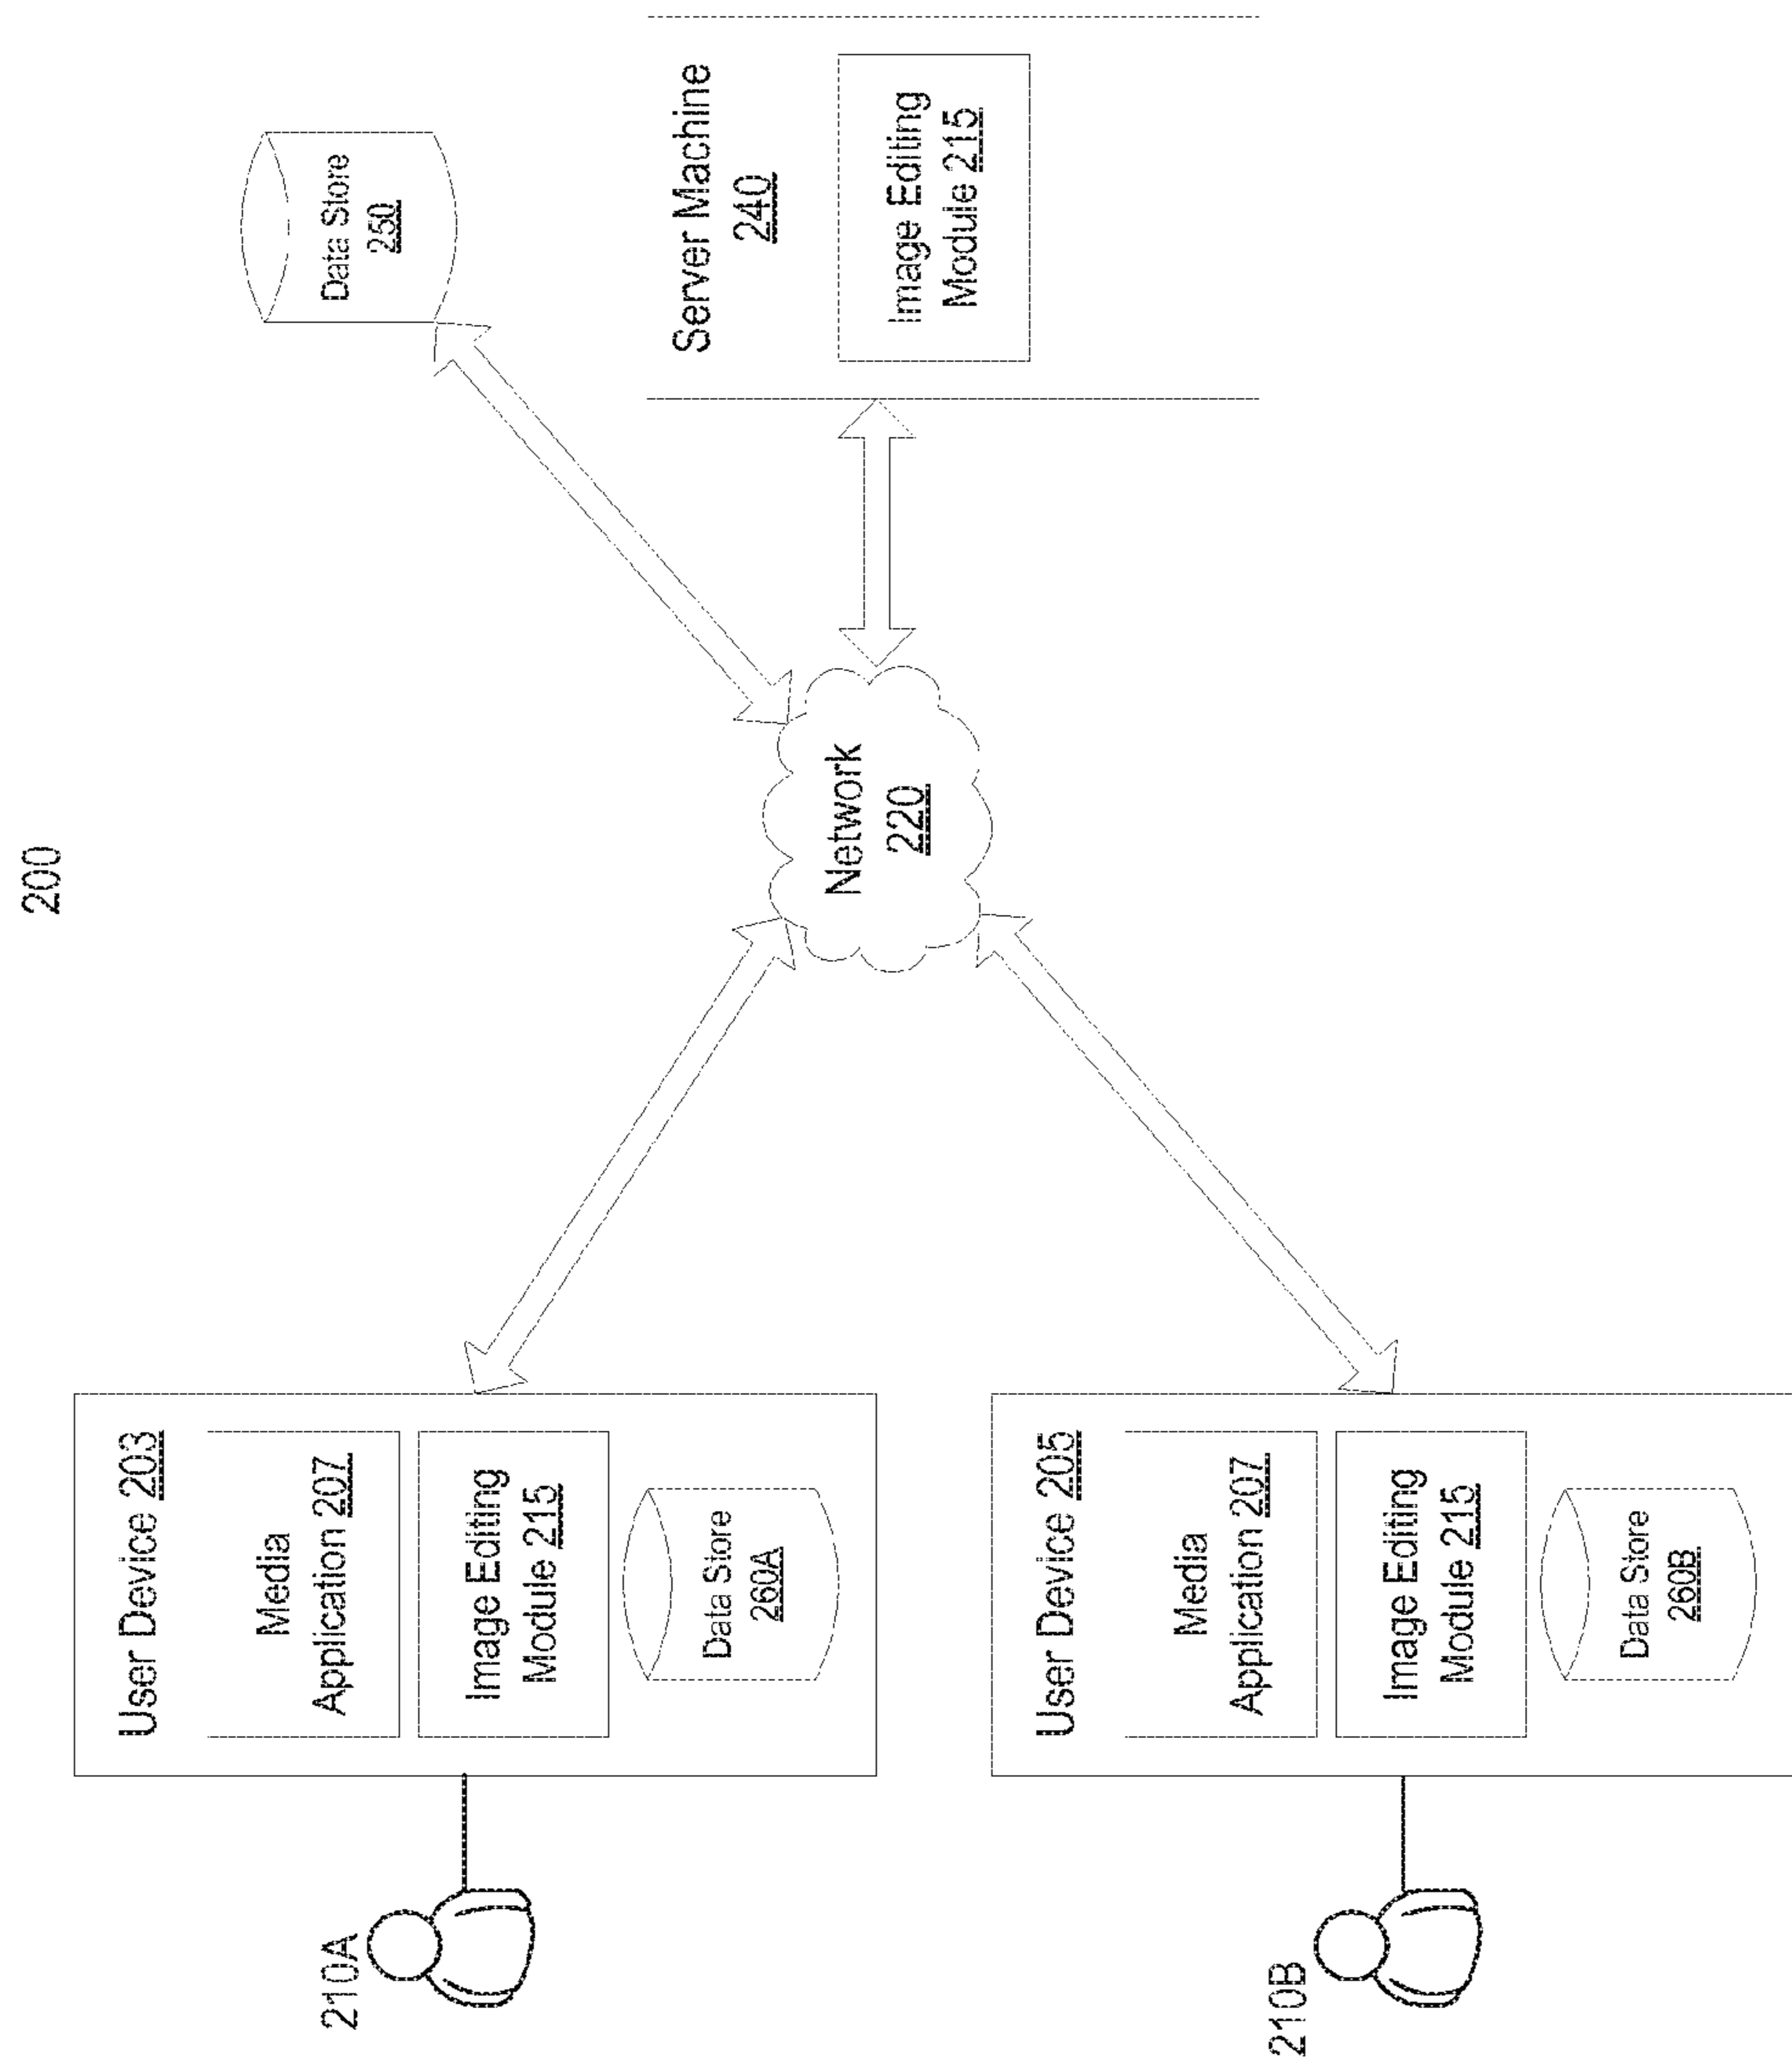 200
210A
User Device 203
Media
Application 207
Image Editing
Module 215
Data Store
260A
210B
User Device 205
Media
Application 207
Image Editing
Module 215
Data Store
260B
Network
220
Data Store
250
Server Machine
240
Image Editing
Module 215